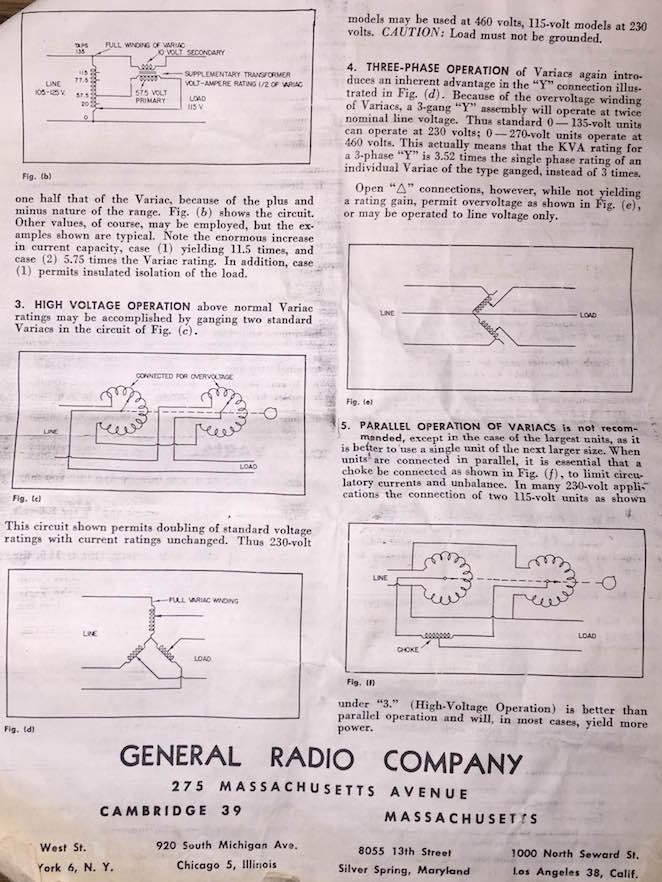 TAPS
135
FULL WINDING OF VARIAC
10 VOLT SECONDARY
115
77.5
SUPPLEMENTARY TRANSFORMER
VOLT-AMPERE RATING 1/2 OF VARIAC
LINE
105-125 V.
57.5
20
57.5 VOLT
PRIMARY
LOAD
115 V.
0
Fig. (b)
one half that of the Variac, because of the plus and
minus nature of the range. Fig. (b) shows the circuit.
Other values, of course, may be employed, but the ex-
amples shown are typical. Note the enormous increase
in current capacity, case (1) yielding 11.5 times, and
case (2) 5.75 times the Variac rating. In addition, case
(1) permits insulated isolation of the load.
3. HIGH VOLTAGE OPERATION above normal Variac
ratings may be accomplished by ganging two standard
Variacs in the circuit of Fig. (c).
CONNECTED FOR OVERVOLTAGE
LINE
LOAD
Fig. (c)
This circuit shown permits doubling of standard voltage
ratings with current ratings unchanged. Thus 230-volt
FULL VARIAC WINDING
LINE
LOAD
Fig. (d)
models may be used at 460 volts, 115-volt models at 230
volts. CAUTION: Load must not be grounded.
4. THREE-PHASE OPERATION of Variacs again intro-
duces an inherent advantage in the "Y" connection illus-
trated in Fig. (d). Because of the overvoltage winding
of Variacs, a 3-gang "Y" assembly will operate at twice
nominal line voltage. Thus standard 0—135-volt units
can operate at 230 volts; 0—270-volt units operate at
460 volts. This actually means that the KVA rating for
a 3-phase "Y" is 3.52 times the single phase rating of an
individual Variac of the type ganged, instead of 3 times.
Open "Δ" connections, however, while not yielding
a rating gain, permit overvoltage as shown in Fig. (e),
or may be operated to line voltage only.
LINE
LOAD
Fig. (e)
5. PARALLEL OPERATION OF VARIACS is not recom-
mended, except in the case of the largest units, as it
is better to use a single unit of the next larger size. When
units are connected in parallel, it is essential that a
choke be connected as shown in Fig. (f), to limit circu-
latory currents and unbalance. In many 230-volt appli-
cations the connection of two 115-volt units as shown
LINE
LOAD
CHOKE
Fig. (f)
under "3." (High-Voltage Operation) is better than
parallel operation and will, in most cases, yield more
power.
GENERAL RADIO COMPANY
275 MASSACHUSETTS AVENUE
CAMBRIDGE 39 MASSACHUSETTS
West St.
York 6, N. Y.
920 South Michigan Ave.
Chicago 5, Illinois
8055 13th Street
Silver Spring, Maryland
1000 North Seward St.
Los Angeles 38, Calif.